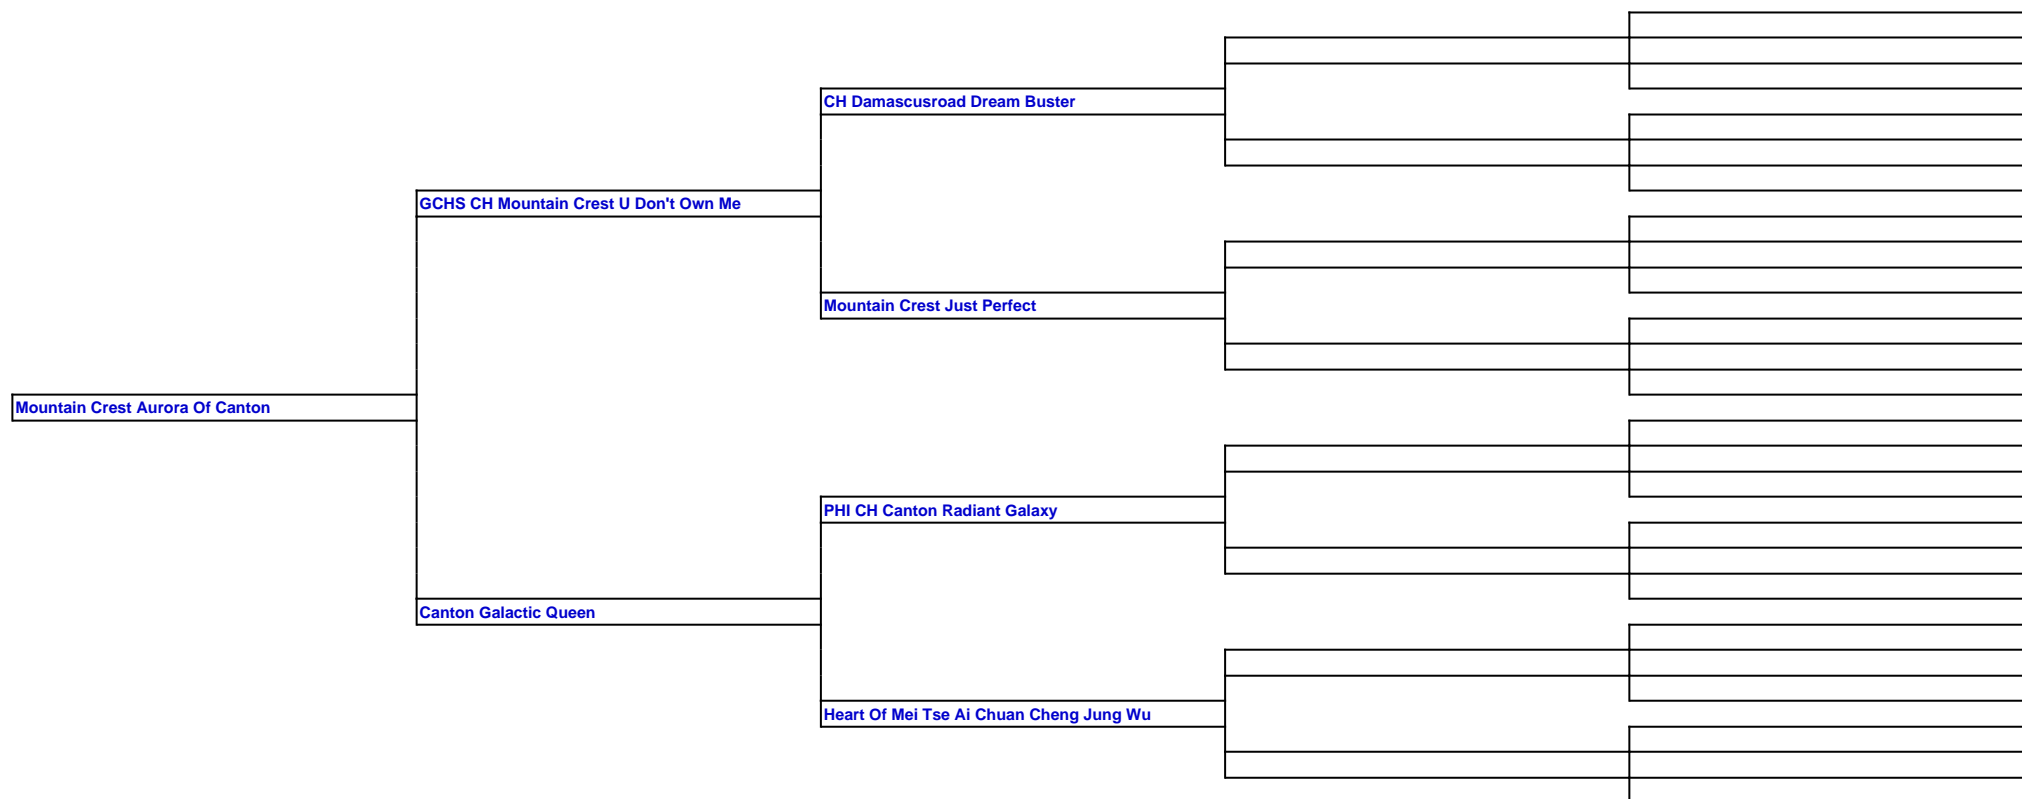 CH Damascusroad Dream Buster
GCHS CH Mountain Crest U Don't Own Me
Mountain Crest Just Perfect
Mountain Crest Aurora Of Canton
PHI CH Canton Radiant Galaxy
Canton Galactic Queen
Heart Of Mei Tse Ai Chuan Cheng Jung Wu